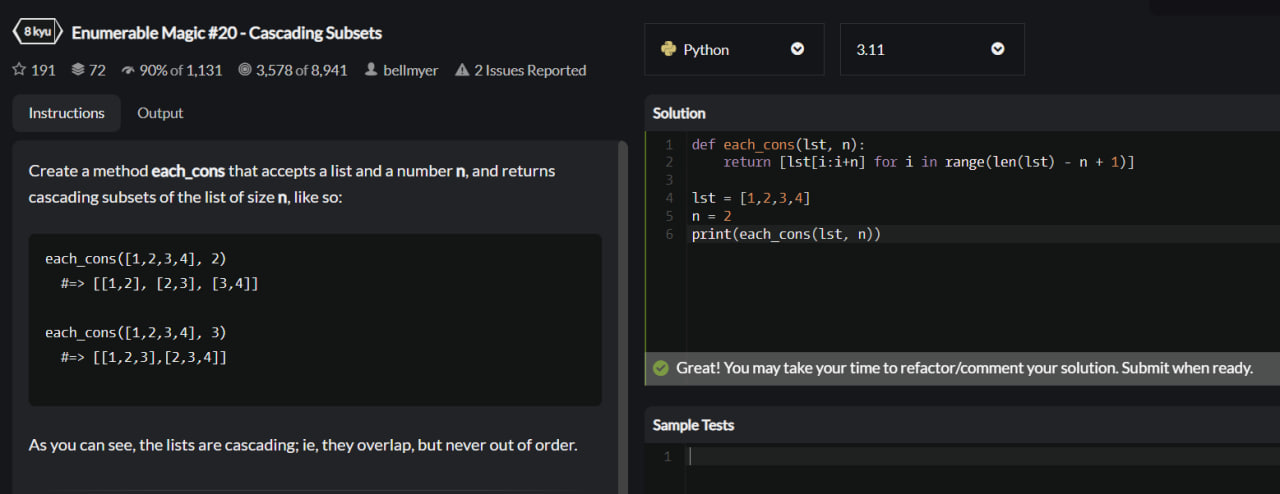 8 kyu Enumerable Magic #20 - Cascading Subsets
191 72 90% of 1,131 3,578 of 8,941 bellmyer 2 Issues Reported
Instructions Output
Create a method each_cons that accepts a list and a number n, and returns
cascading subsets of the list of size n, like so:
each_cons([1,2,3,4], 2)
#=> [[1,2], [2,3], [3,4]]
each_cons([1,2,3,4], 3)
#=> [[1,2,3],[2,3,4]]
As you can see, the lists are cascading; ie, they overlap, but never out of order.
Python 3.11
Solution
1 def each_cons(lst, n):
2 return [lst[i:i+n] for i in range(len(lst) - n + 1)]
3
4 lst = [1,2,3,4]
5 n = 2
6 print(each_cons(lst, n))
Great! You may take your time to refactor/comment your solution. Submit when ready.
Sample Tests
1